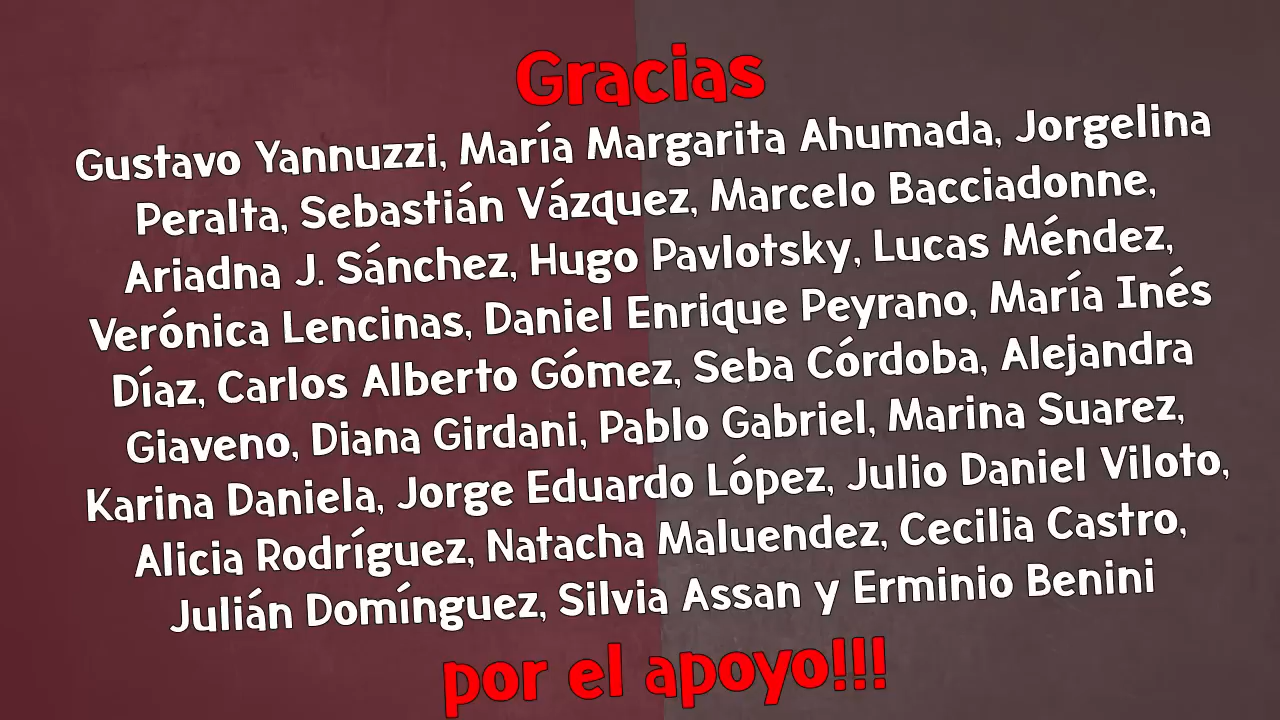 Gracias
Gustavo Yannuzzi, María Margarita Ahumada, Jorgelina
Peralta, Sebastián Vázquez, Marcelo Bacciadonne,
Ariadna J. Sánchez, Hugo Pavlotsky, Lucas Méndez,
Verónica Lencinas, Daniel Enrique Peyrano, María Inés
Díaz, Carlos Alberto Gómez, Seba Córdoba, Alejandra
Giaveno, Diana Girdani, Pablo Gabriel, Marina Suarez,
Karina Daniela, Jorge Eduardo López, Julio Daniel Viloto,
Alicia Rodríguez, Natacha Maluendez, Cecilia Castro,
Julián Domínguez, Silvia Assan y Erminio Benini
por el apoyo!!!